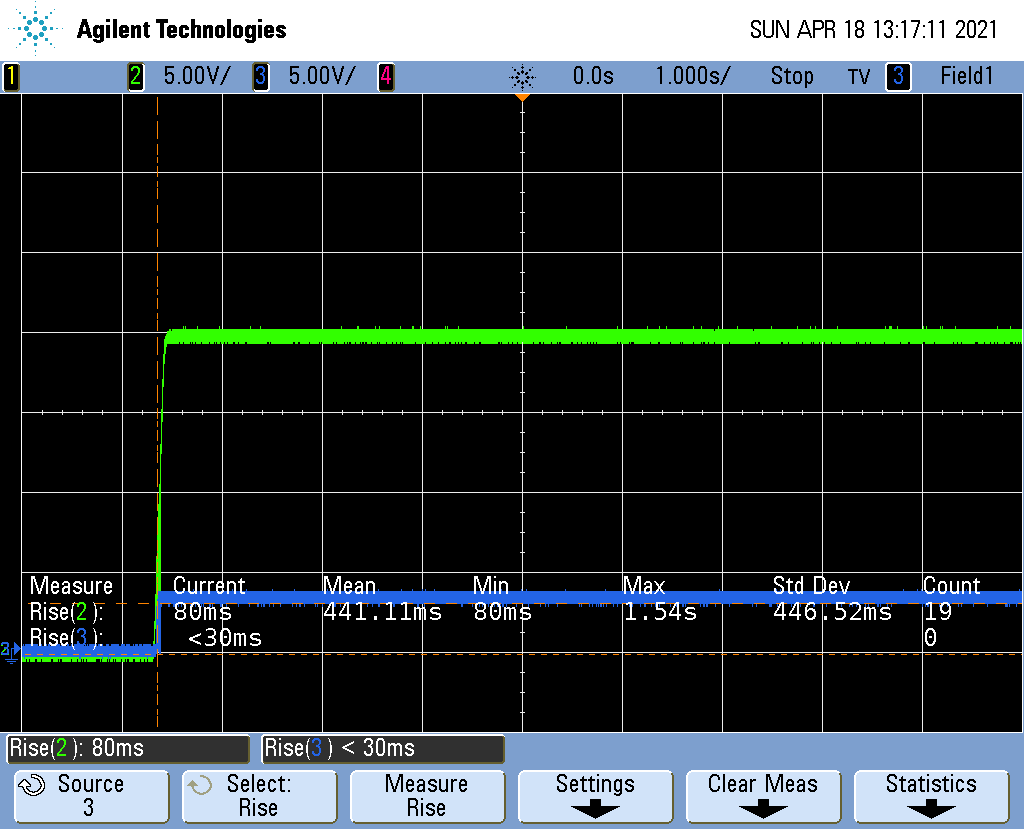 Agilent Technologies SUN APR 18 13:17:11 2021
1 2 5.00V/ 3 5.00V/ 4 0.0s 1.000s/ Stop TV 3 Field1
Measure Current Mean Min Max Std Dev Count
Rise(2): 80ms 441.11ms 80ms 1.54s 446.52ms 19
Rise(3): <30ms 0
Rise(2): 80ms Rise(3) < 30ms
Source Select: Measure Settings Clear Meas Statistics
3 Rise Rise